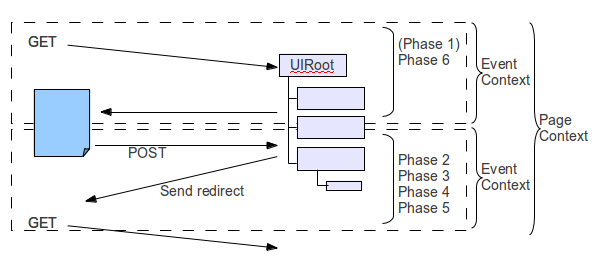 GET
UIRoot
(Phase 1)
Phase 6
Event
Context
Page
Context
POST
Send redirect
Phase 2
Phase 3
Phase 4
Phase 5
Event
Context
GET